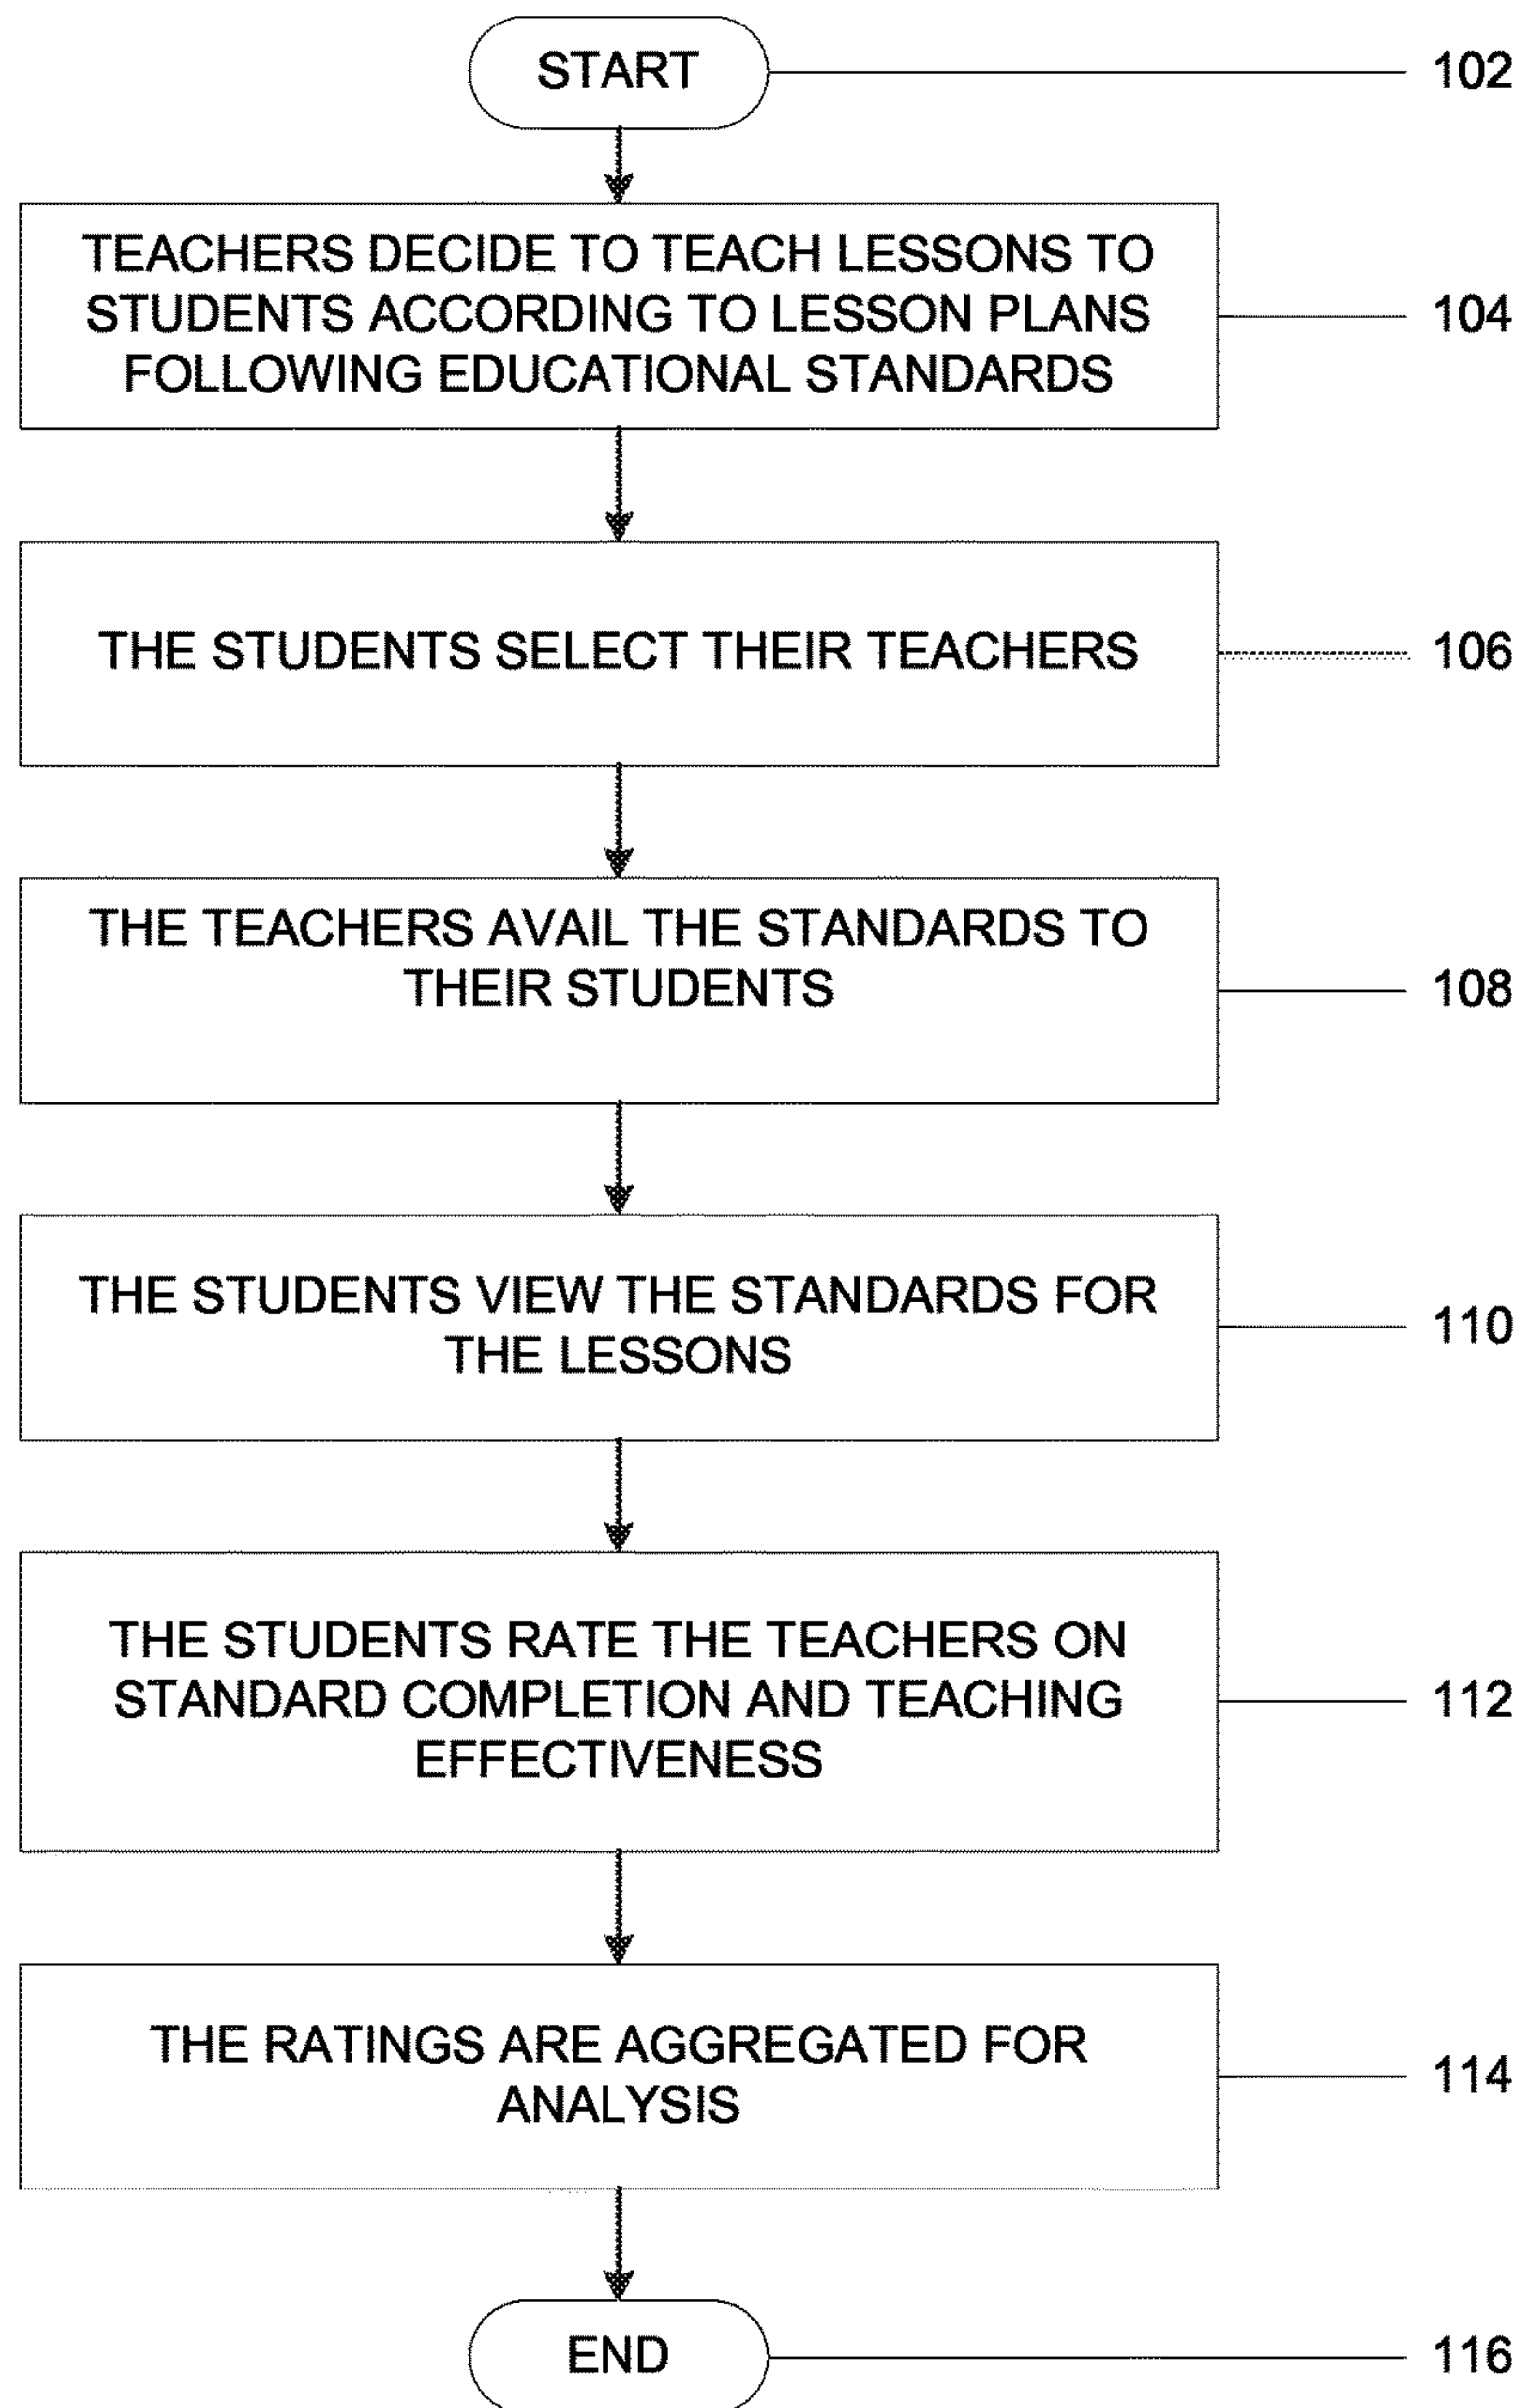 START
102
TEACHERS DECIDE TO TEACH LESSONS TO
STUDENTS ACCORDING TO LESSON PLANS
FOLLOWING EDUCATIONAL STANDARDS
104
THE STUDENTS SELECT THEIR TEACHERS
106
THE TEACHERS AVAIL THE STANDARDS TO
THEIR STUDENTS
108
THE STUDENTS VIEW THE STANDARDS FOR
THE LESSONS
110
THE STUDENTS RATE THE TEACHERS ON
STANDARD COMPLETION AND TEACHING
EFFECTIVENESS
112
THE RATINGS ARE AGGREGATED FOR
ANALYSIS
114
END
116